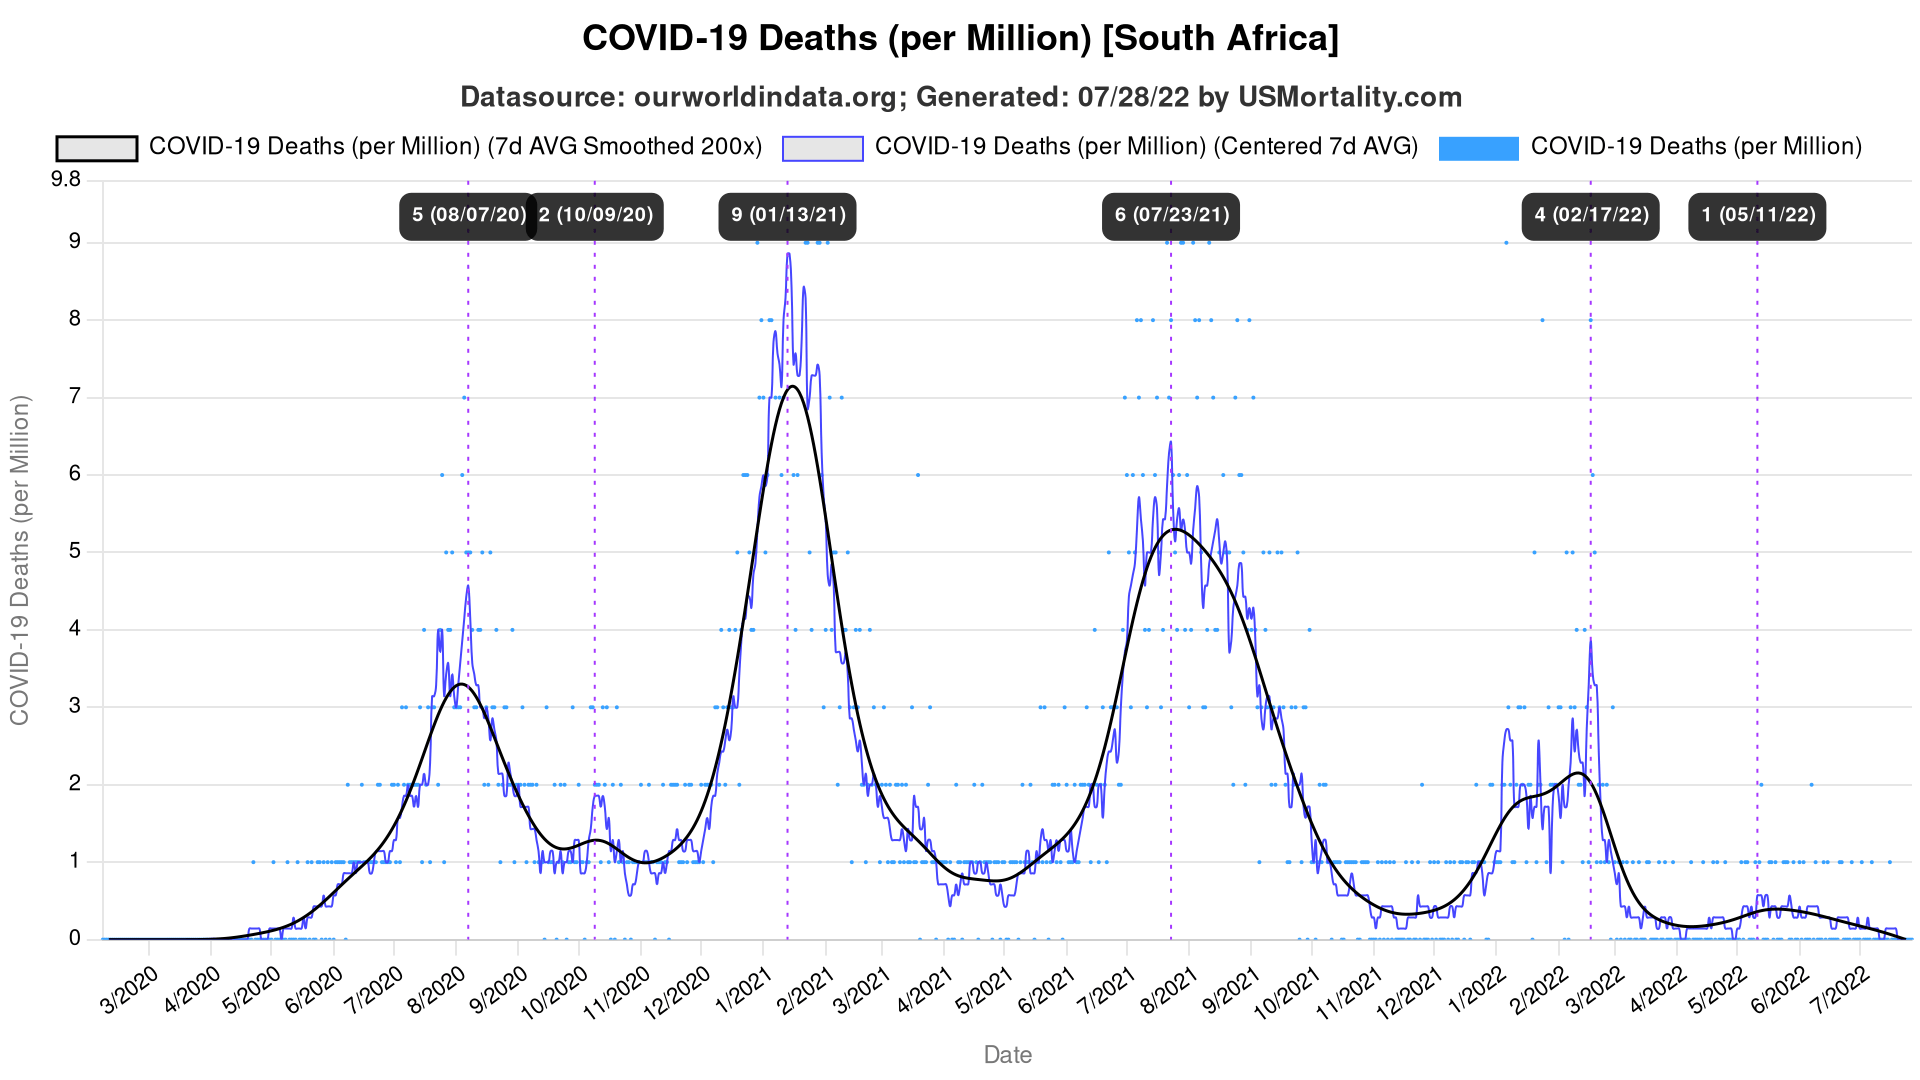 COVID-19 Deaths (per Million) [South Africa]
Datasource: ourworldindata.org; Generated: 07/28/22 by USMortality.com
COVID-19 Deaths (per Million) (7d AVG Smoothed 200x) COVID-19 Deaths (per Million) (Centered 7d AVG) COVID-19 Deaths (per Million)
9.8
5 (08/07/20) 2 (10/09/20) 9 (01/13/21) 6 (07/23/21) 4 (02/17/22) 1 (05/11/22)
9
8
7
6
5
4
3
2
1
0
COVID-19 Deaths (per Million)
3/2020 4/2020 5/2020 6/2020 7/2020 8/2020 9/2020 10/2020 11/2020 12/2020 1/2021 2/2021 3/2021 4/2021 5/2021 6/2021 7/2021 8/2021 9/2021 10/2021 11/2021 12/2021 1/2022 2/2022 3/2022 4/2022 5/2022 6/2022 7/2022
Date